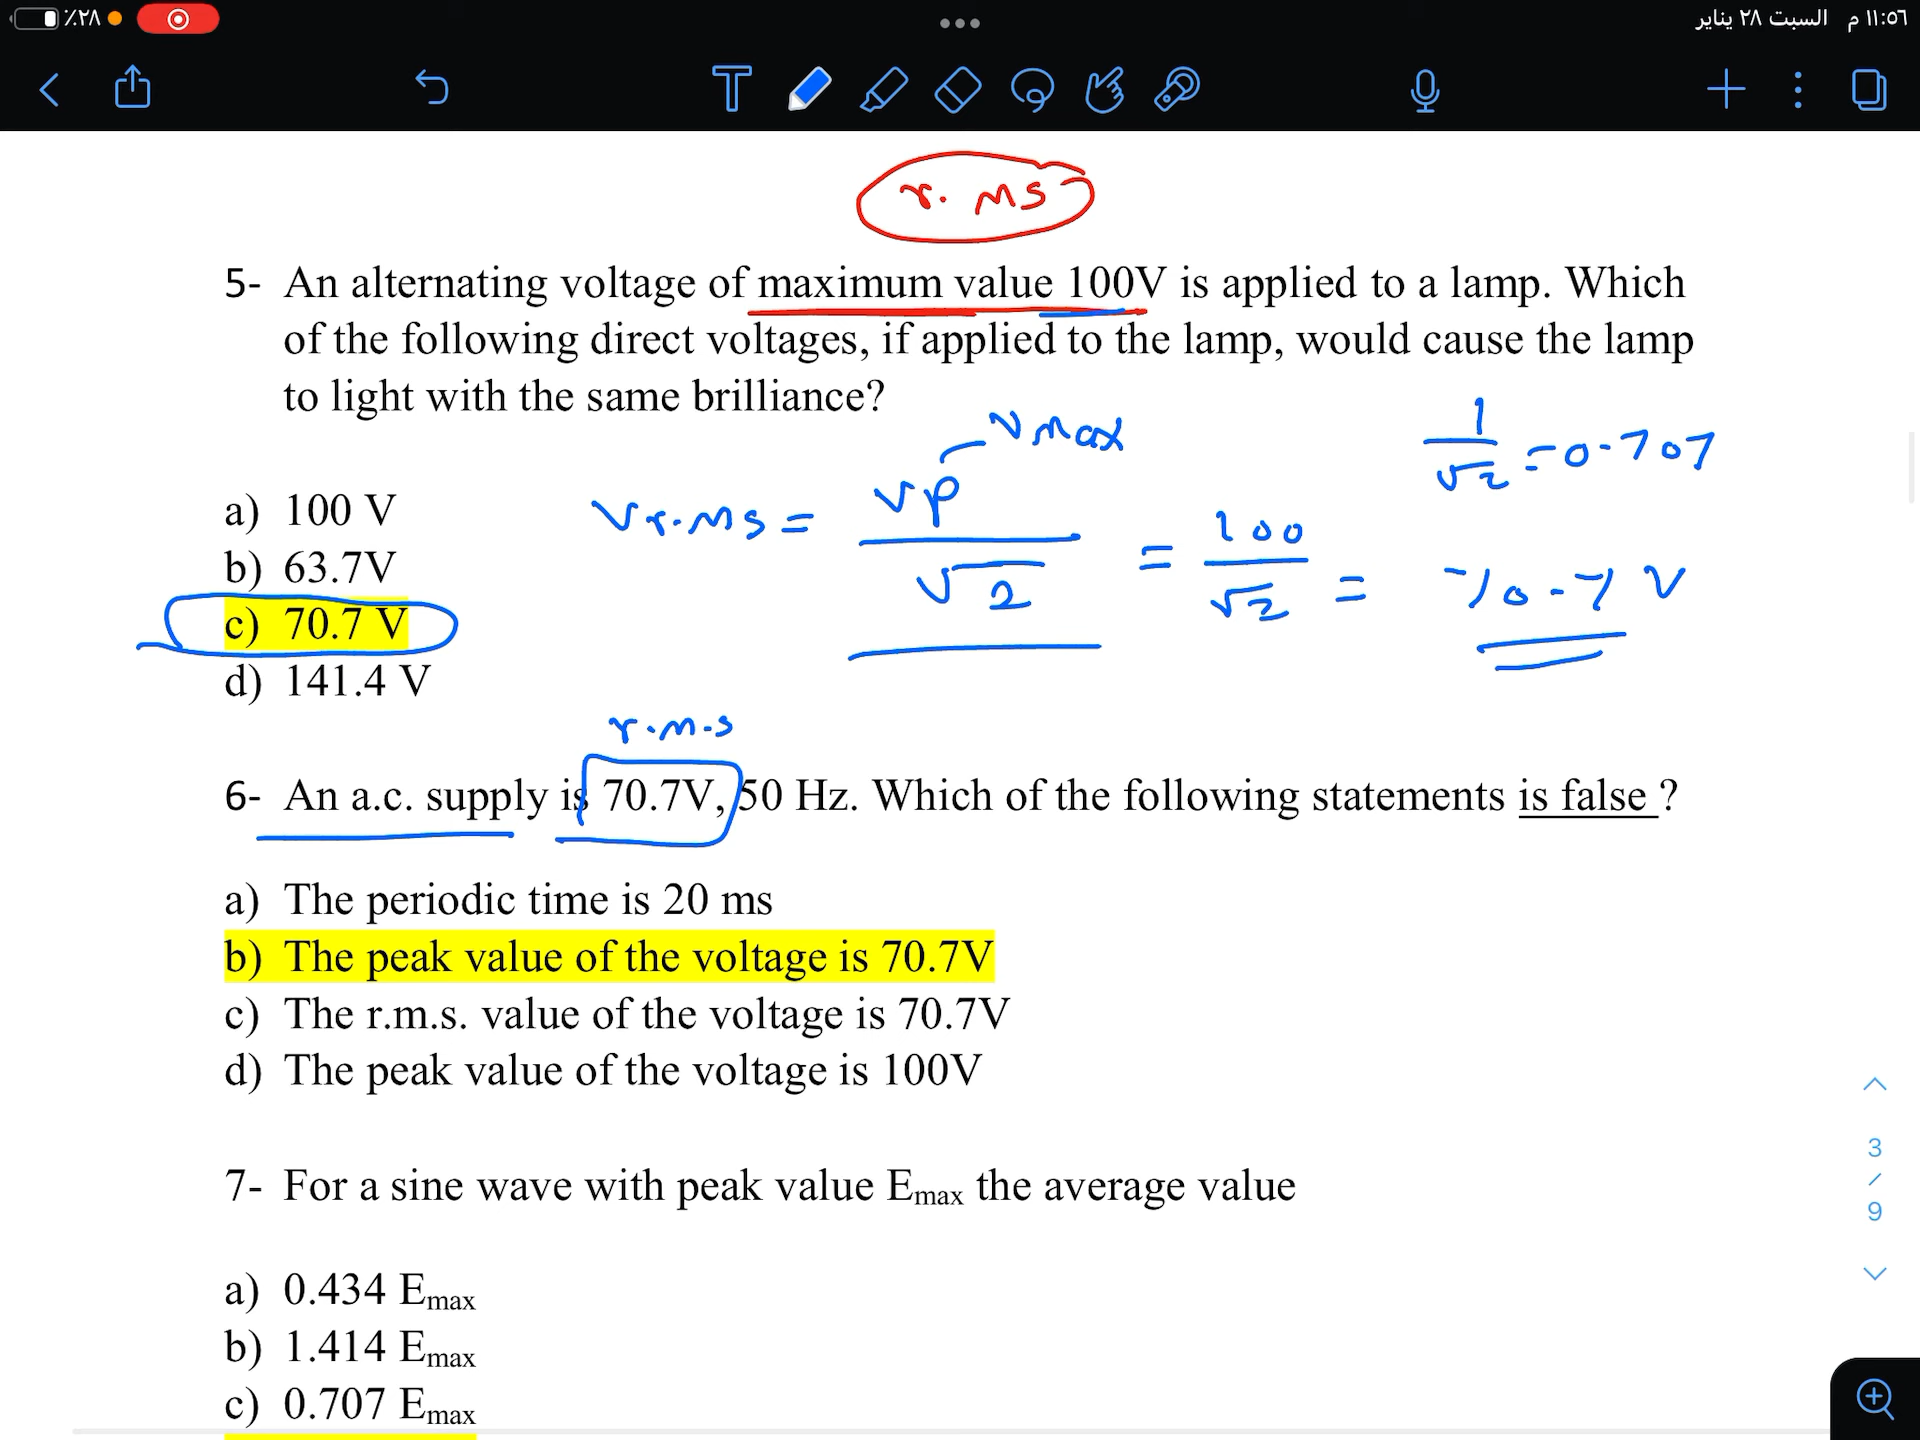 ٪٢٨
١١:٥٦ م السبت ٢٨ يناير
r.ms
5- An alternating voltage of maximum value 100V is applied to a lamp. Which
of the following direct voltages, if applied to the lamp, would cause the lamp
to light with the same brilliance?
Vmax
1/√2 = 0.707
a) 100 V
Vr.ms = Vp/√2 = 100/√2 = 70.7 V
b) 63.7V
c) 70.7 V
d) 141.4 V
r.m.s
6- An a.c. supply is 70.7V, 50 Hz. Which of the following statements is false ?
a) The periodic time is 20 ms
b) The peak value of the voltage is 70.7V
c) The r.m.s. value of the voltage is 70.7V
d) The peak value of the voltage is 100V
3
/
9
7- For a sine wave with peak value Emax the average value
a) 0.434 Emax
b) 1.414 Emax
c) 0.707 Emax